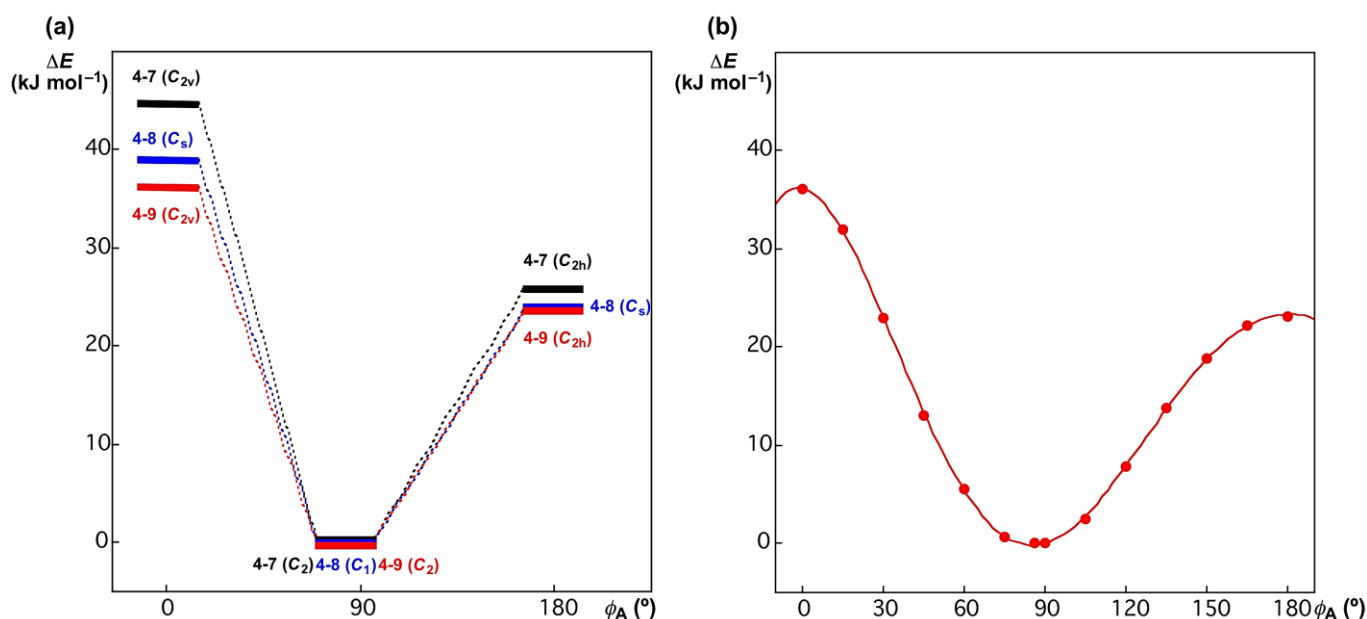 (a)
ΔE
(kJ mol⁻¹)
4-7 (C₂ᵥ)
40
4-8 (Cₛ)
4-9 (C₂ᵥ)
30
4-7 (C₂ₕ)
4-8 (Cₛ)
4-9 (C₂ₕ)
20
10
0
4-7 (C₂) 4-8 (C₁) 4-9 (C₂)
0 90 180 ϕA (º)
(b)
ΔE
(kJ mol⁻¹)
40
30
20
10
0
0 30 60 90 120 150 180 ϕA (º)